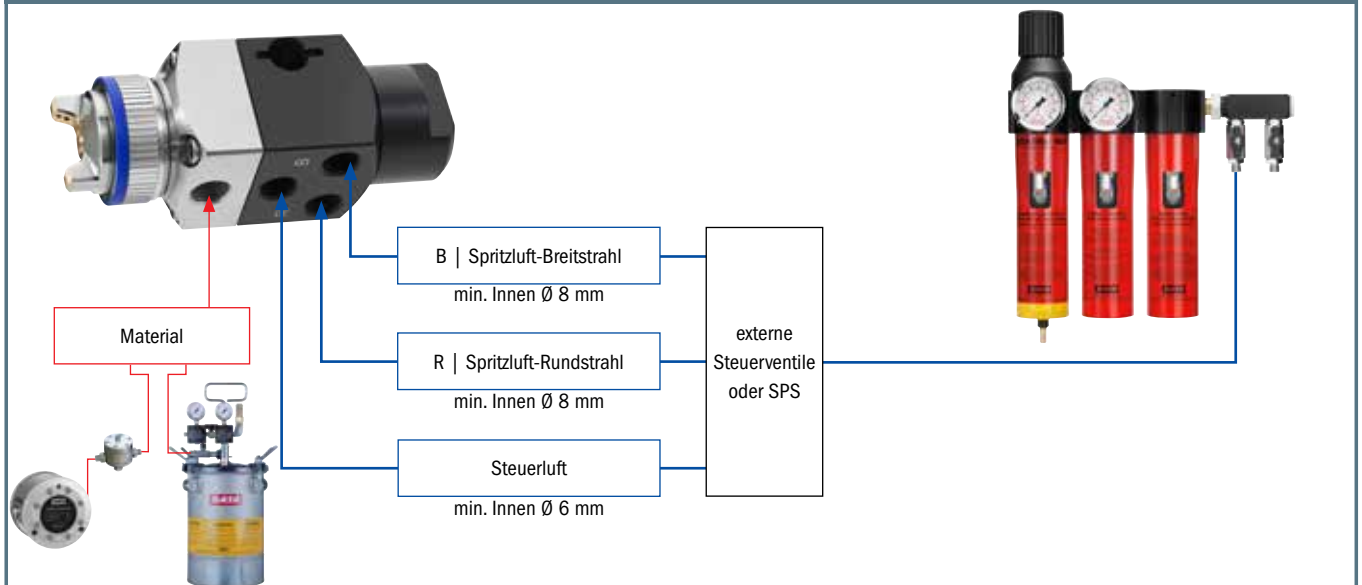 B | Spritzluft-Breitstrahl
min. Innen Ø 8 mm
Material
R | Spritzluft-Rundstrahl
min. Innen Ø 8 mm
externe
Steuerventile
oder SPS
Steuerluft
min. Innen Ø 6 mm
SATA